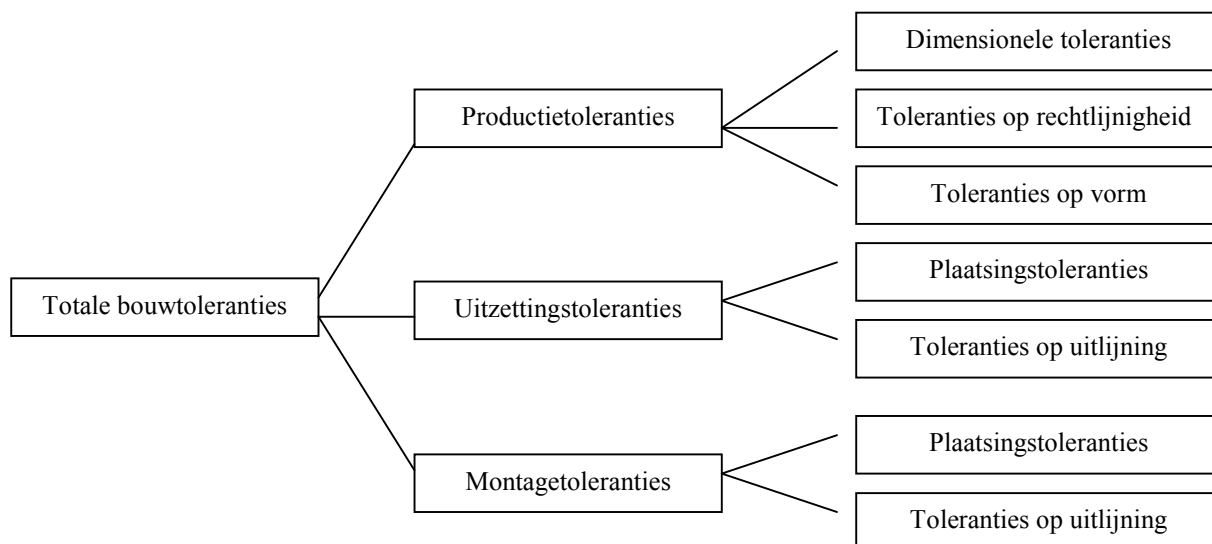 Dimensionele toleranties
Productietoleranties
Toleranties op rechtlijnigheid
Toleranties op vorm
Totale bouwtoleranties
Uitzettingstoleranties
Plaatsingstoleranties
Toleranties op uitlijning
Montagetoleranties
Plaatsingstoleranties
Toleranties op uitlijning